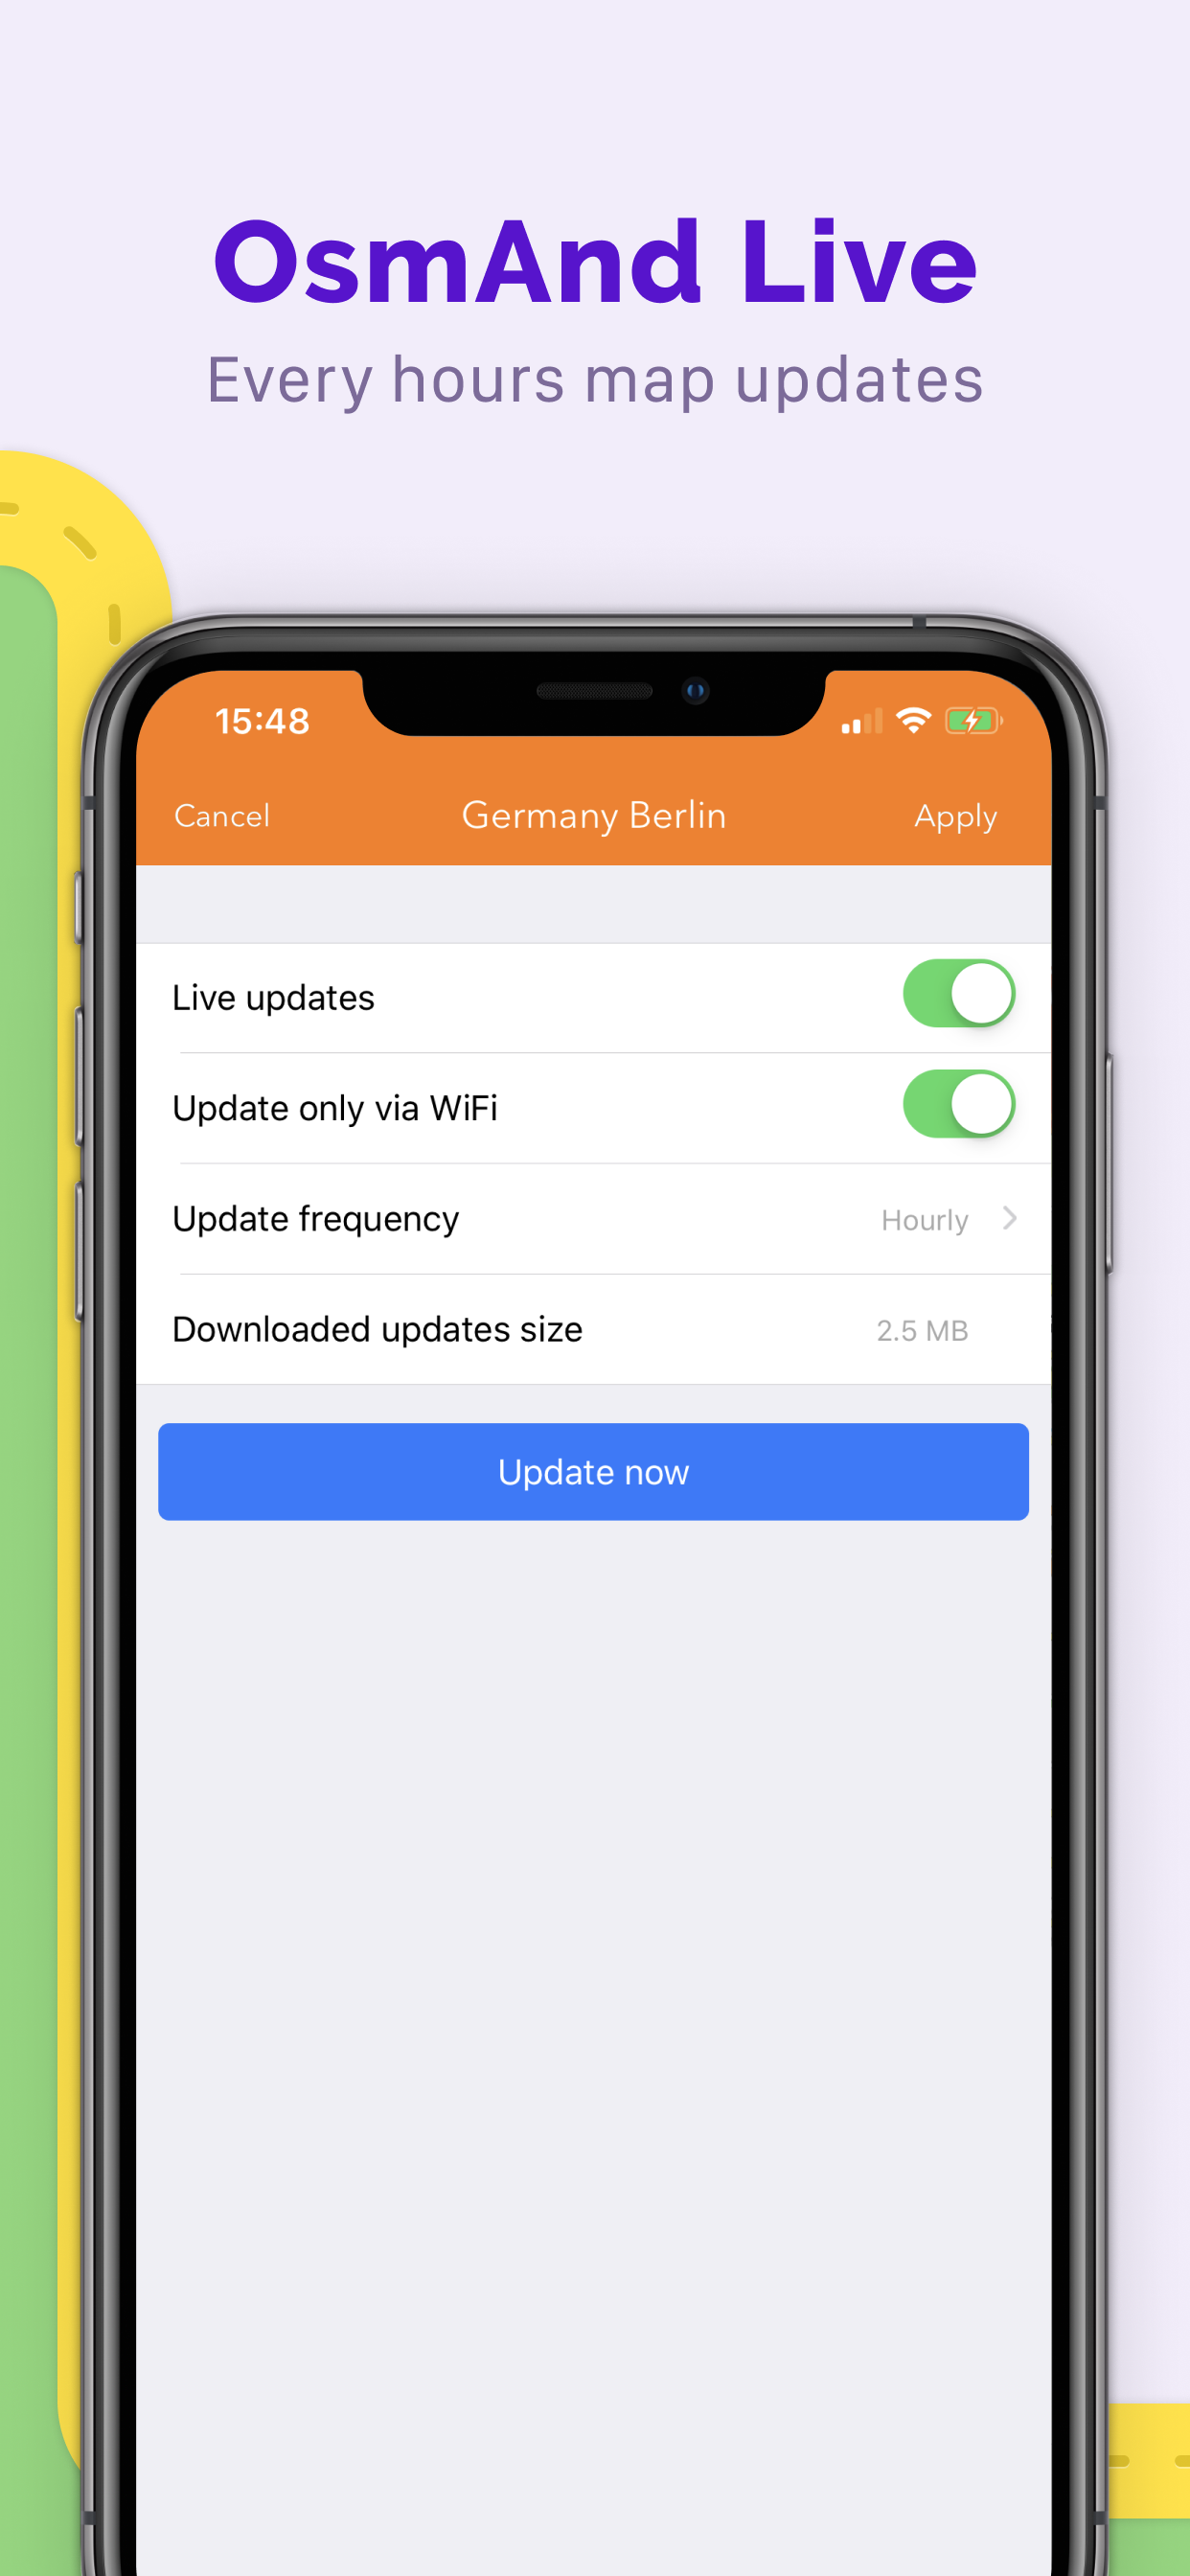 OsmAnd Live
Every hours map updates
15:48
Cancel Germany Berlin Apply
Live updates
Update only via WiFi
Update frequency Hourly
Downloaded updates size 2.5 MB
Update now